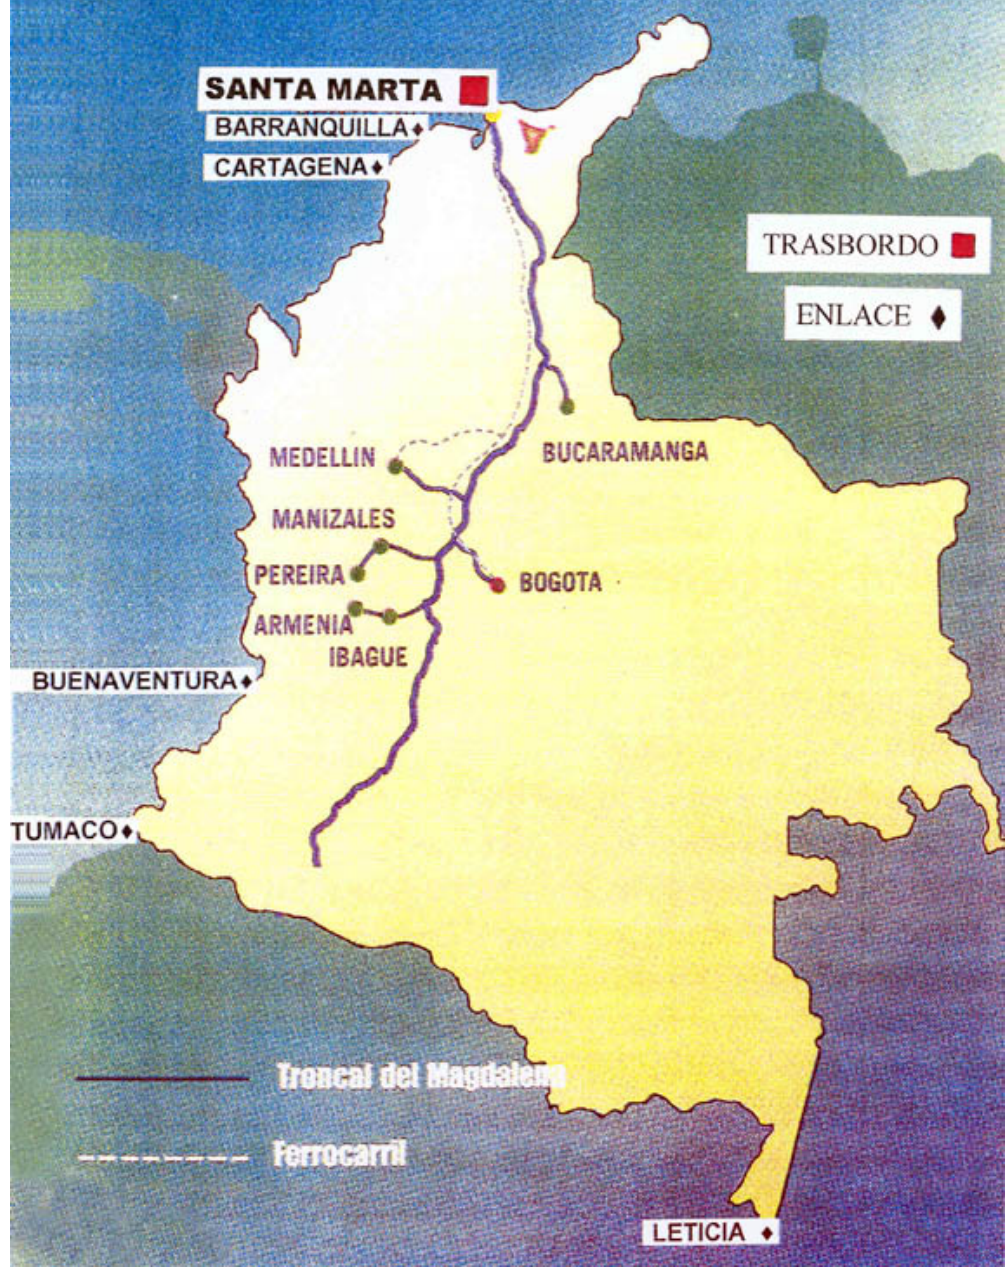 SANTA MARTA
BARRANQUILLA
CARTAGENA
TRASBORDO
ENLACE
MEDELLIN
BUCARAMANGA
MANIZALES
PEREIRA
BOGOTA
ARMENIA
IBAGUE
BUENAVENTURA
TUMACO
Troncal del Magdalena
Ferrocarril
LETICIA